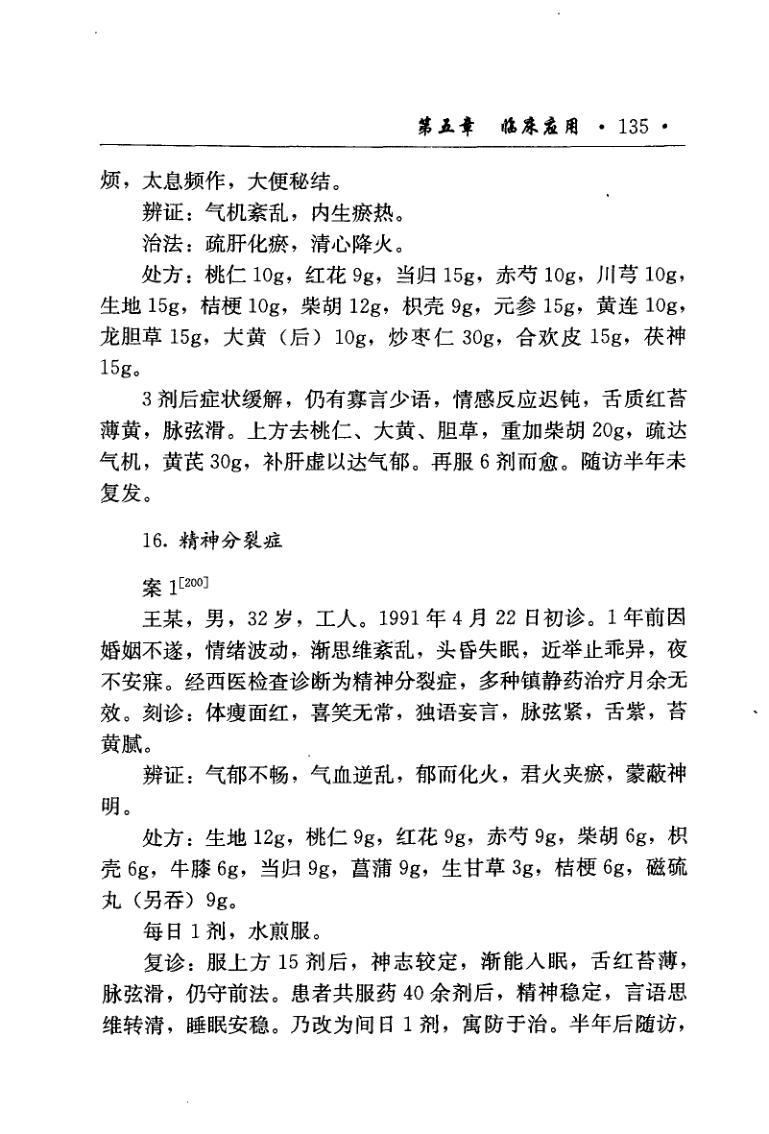 第五章 临床应用 · 135 ·
烦，太息频作，大便秘结。
辨证：气机紊乱，内生瘀热。
治法：疏肝化瘀，清心降火。
处方：桃仁 10g，红花 9g，当归 15g，赤芍 10g，川芎 10g，
生地 15g，桔梗 10g，柴胡 12g，枳壳 9g，元参 15g，黄连 10g，
龙胆草 15g，大黄（后）10g，炒枣仁 30g，合欢皮 15g，茯神
15g。
3 剂后症状缓解，仍有寡言少语，情感反应迟钝，舌质红苔
薄黄，脉弦滑。上方去桃仁、大黄、胆草，重加柴胡 20g，疏达
气机，黄芪 30g，补肝虚以达气郁。再服 6 剂而愈。随访半年未
复发。
16. 精神分裂症
案 1[200]
王某，男，32 岁，工人。1991 年 4 月 22 日初诊。1 年前因
婚姻不遂，情绪波动，渐思维紊乱，头昏失眠，近举止乖异，夜
不安寐。经西医检查诊断为精神分裂症，多种镇静药治疗月余无
效。刻诊：体瘦面红，喜笑无常，独语妄言，脉弦紧，舌紫，苔
黄腻。
辨证：气郁不畅，气血逆乱，郁而化火，君火夹瘀，蒙蔽神
明。
处方：生地 12g，桃仁 9g，红花 9g，赤芍 9g，柴胡 6g，枳
壳 6g，牛膝 6g，当归 9g，菖蒲 9g，生甘草 3g，桔梗 6g，磁硫
丸（另吞）9g。
每日 1 剂，水煎服。
复诊：服上方 15 剂后，神志较定，渐能入眠，舌红苔薄，
脉弦滑，仍守前法。患者共服药 40 余剂后，精神稳定，言语思
维转清，睡眠安稳。乃改为间日 1 剂，寓防于治。半年后随访，